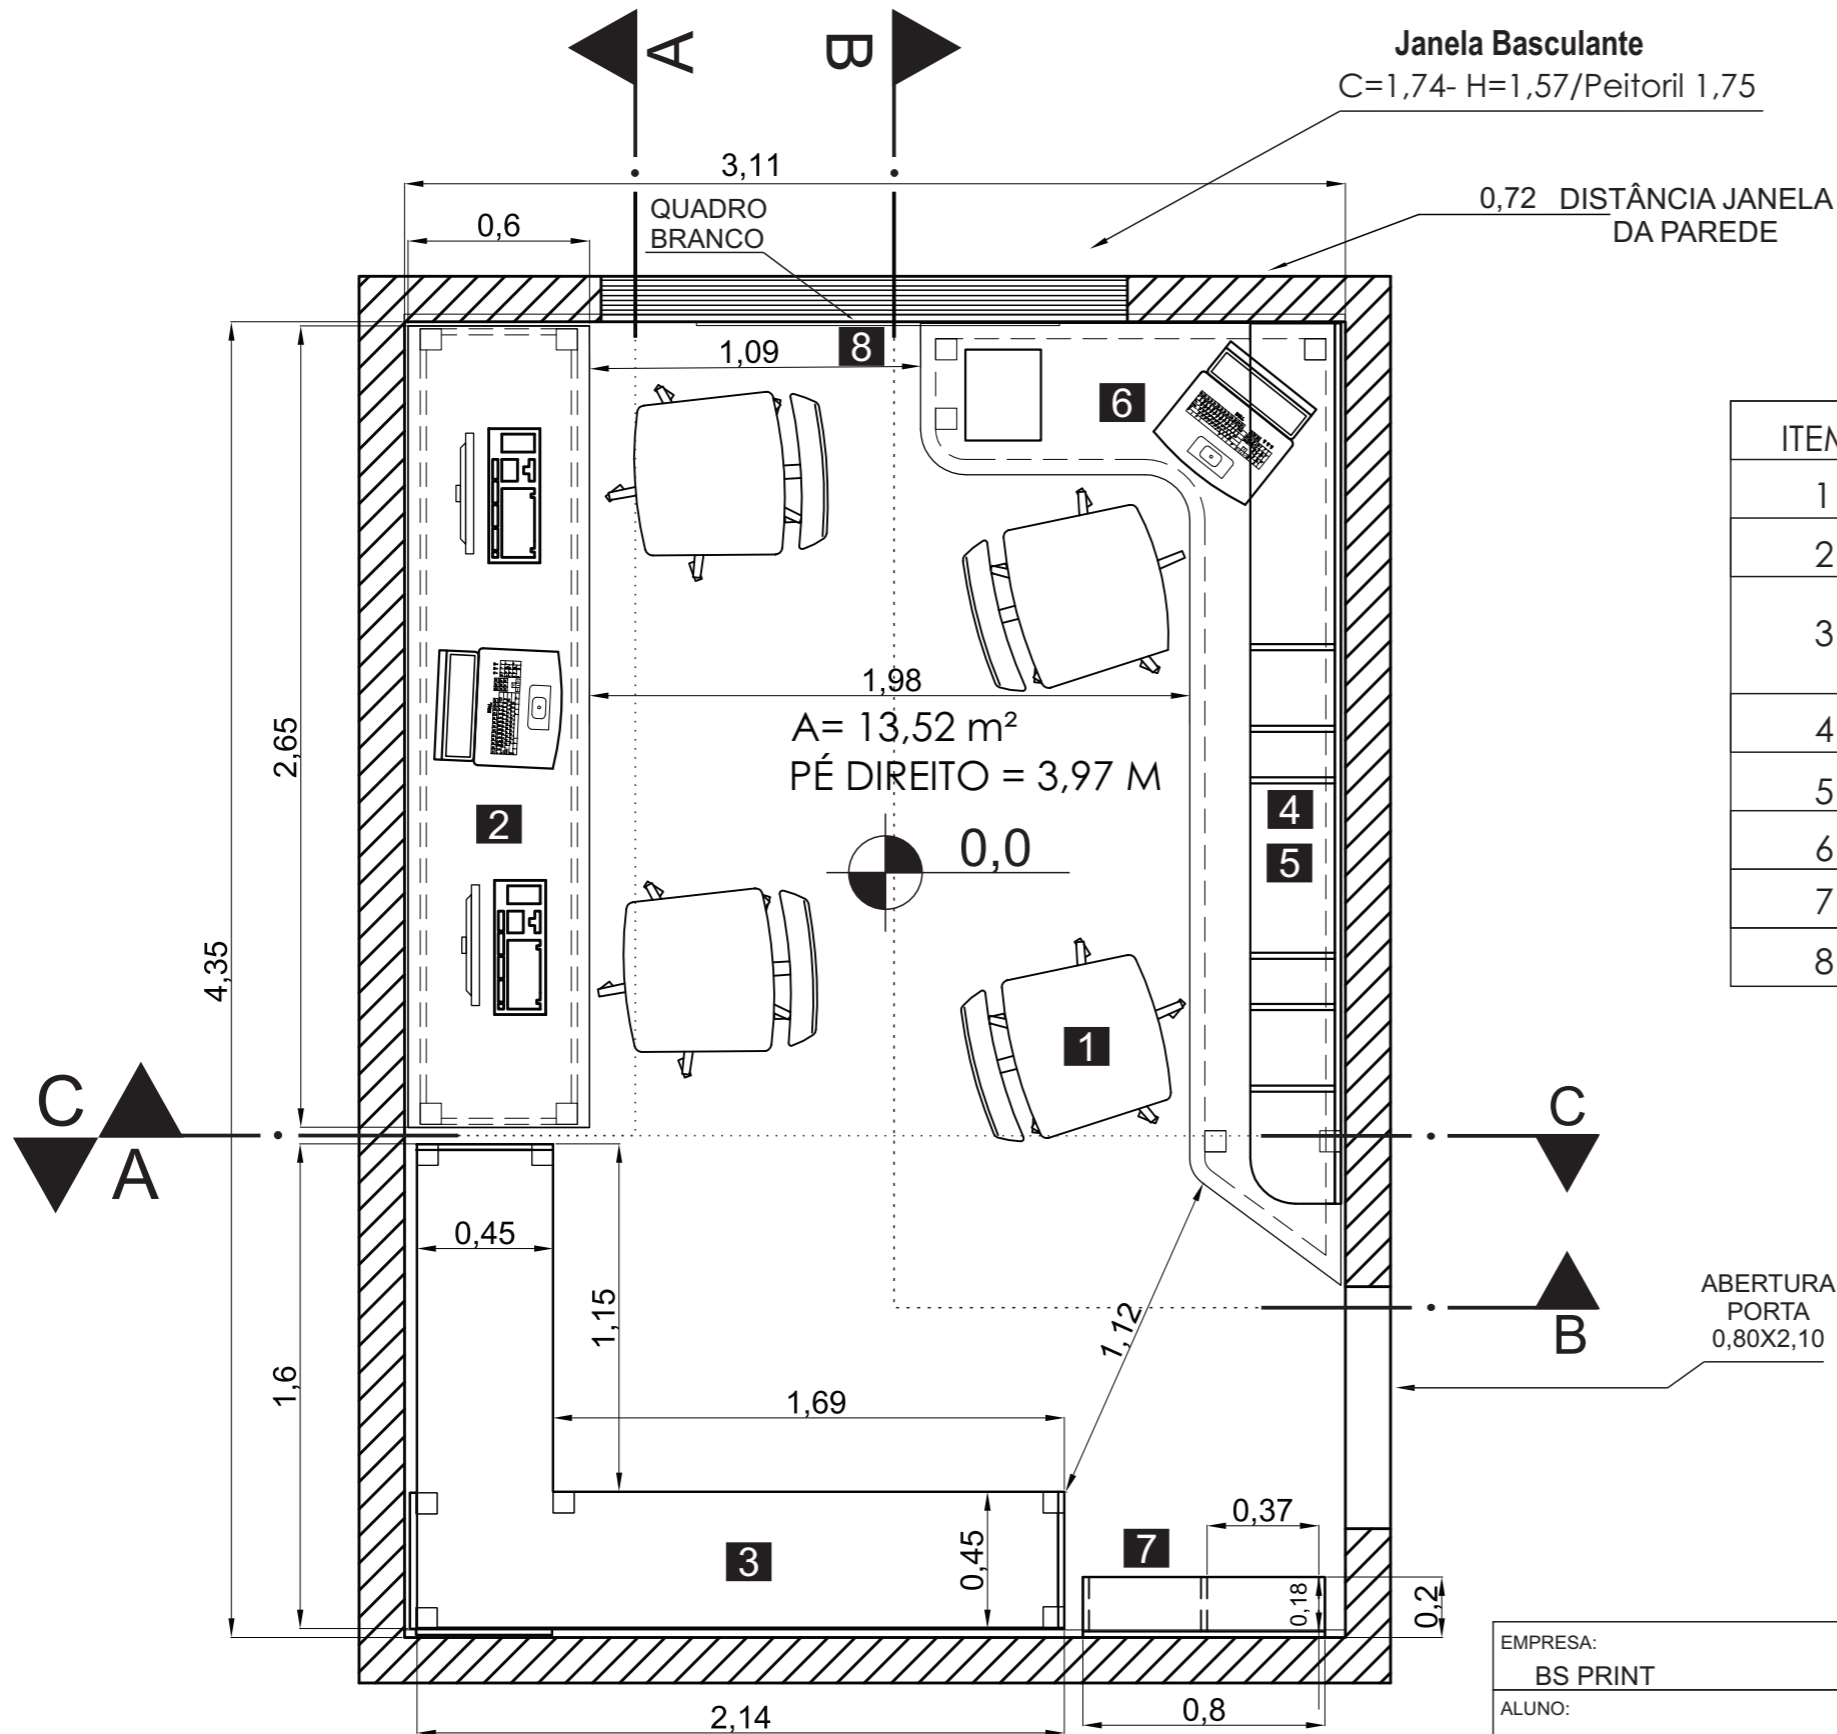 A
B
Janela Basculante
C=1,74- H=1,57/Peitoril 1,75
3,11
0,72 DISTÂNCIA JANELA
DA PAREDE
QUADRO
BRANCO
0,6
8
1,09
6
ITEM
1
2
3
4
5
6
7
8
1,98
A= 13,52 m²
PÉ DIREITO = 3,97 M
2,65
2
4
5
0,0
4,35
1
C
A
C
0,45
1,15
1,12
B
ABERTURA
PORTA
0,80X2,10
1,6
1,69
0,37
7
3
0,45
0,18
0,2
EMPRESA:
BS PRINT
ALUNO:
2,14
0,8